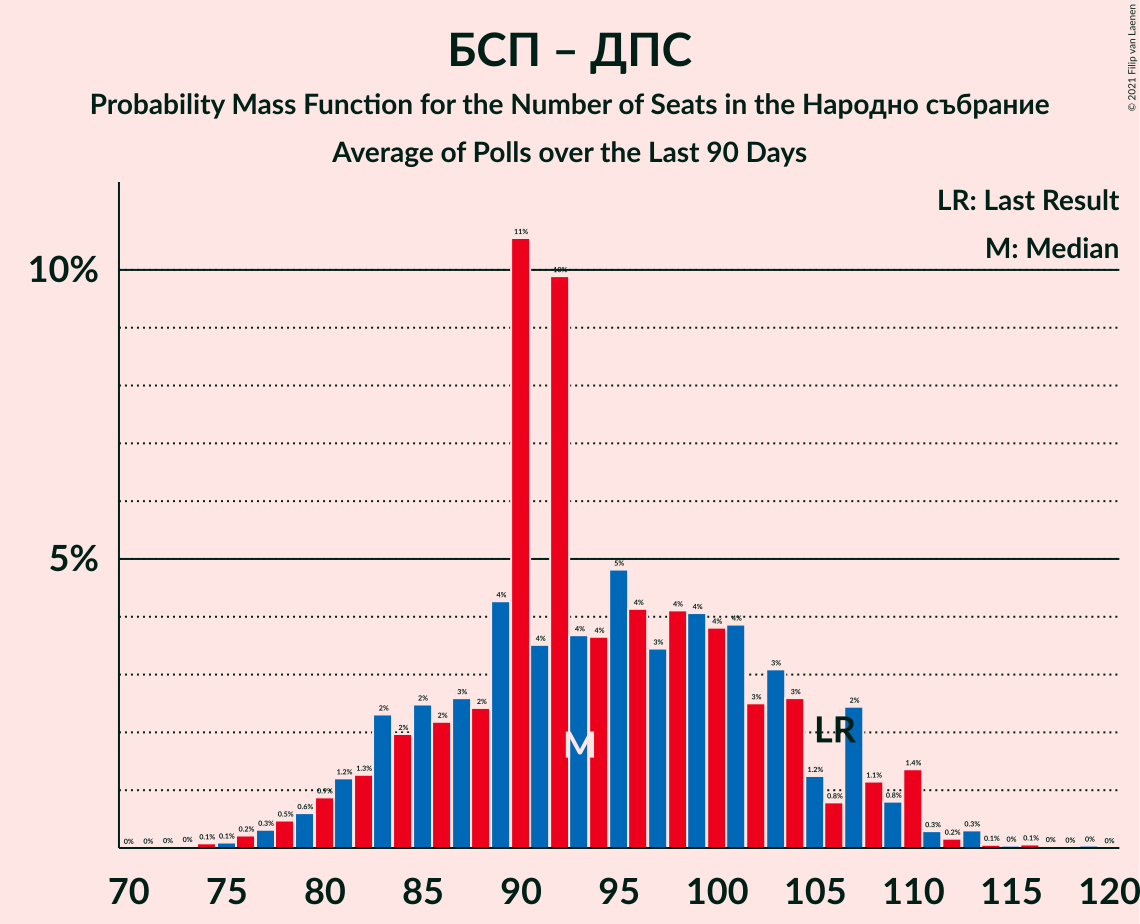 БСП – ДПС
Probability Mass Function for the Number of Seats in the Народно събрание
Average of Polls over the Last 90 Days
© 2021 Filip van Laenen
LR: Last Result
M: Median
10%
5%
0% 0% 0% 0% 0.1% 0.1% 0.2% 0.3% 0.5% 0.6% 0.9% 1.2% 1.3% 2% 2% 2% 2% 3% 2% 4% 11% 4% 10% 4% 4% 5% 4% 3% 4% 4% 4% 4% 3% 3% 3% 1.2% 0.8% 2% 1.1% 0.8% 1.4% 0.3% 0.2% 0.3% 0.1% 0% 0.1% 0% 0% 0% 0%
M
LR
70 75 80 85 90 95 100 105 110 115 120